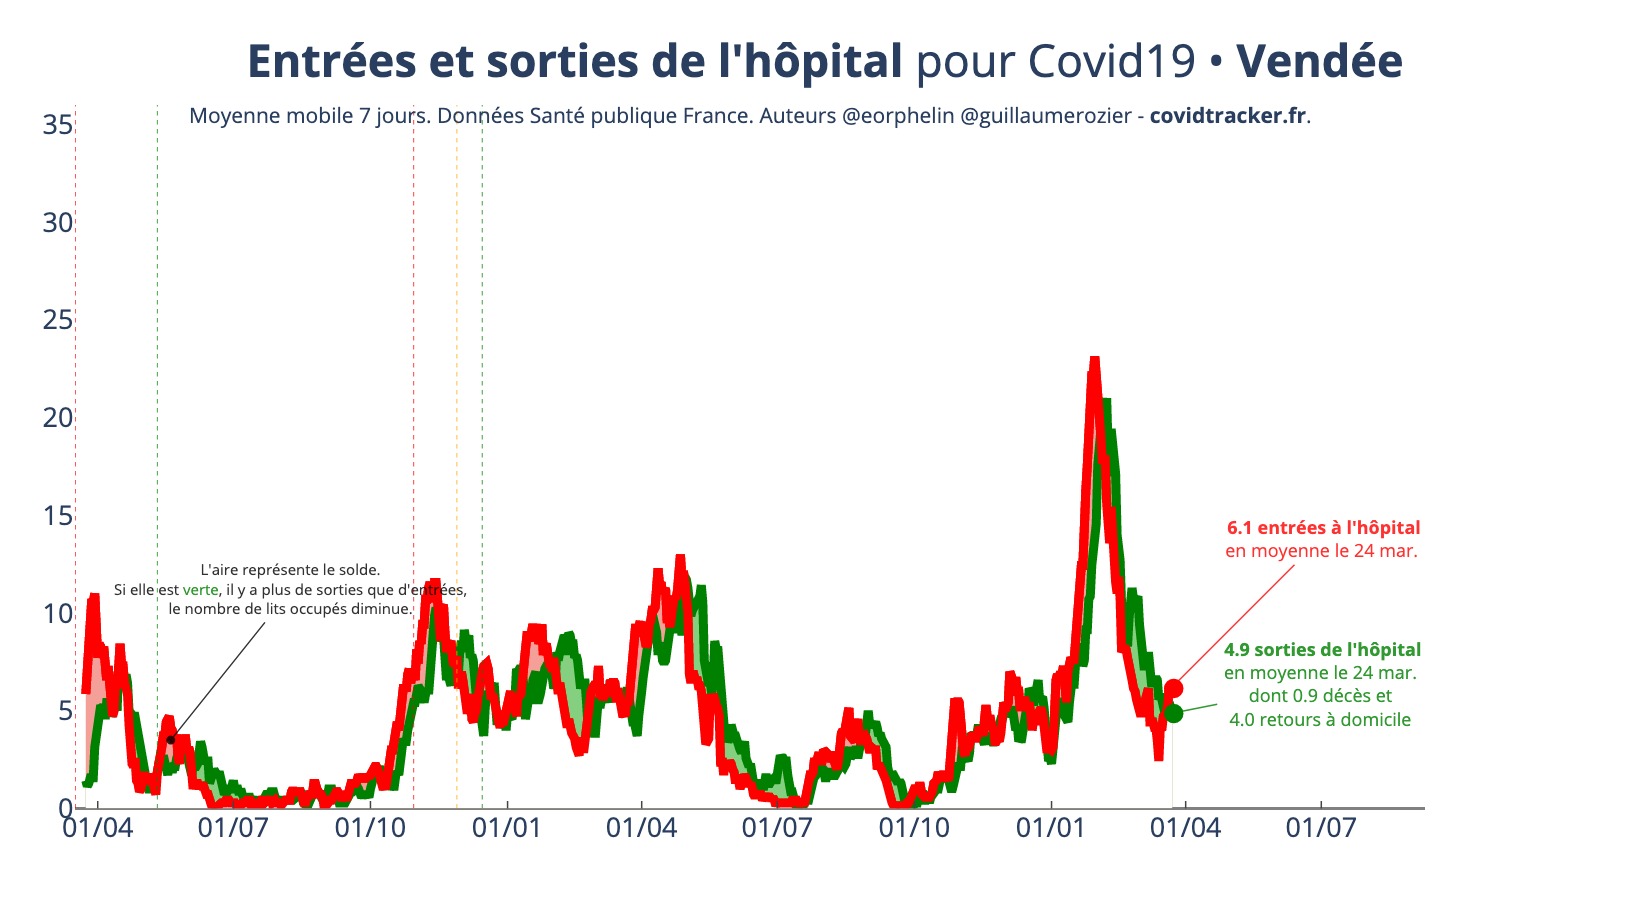 Entrées et sorties de l'hôpital pour Covid19 • Vendée
Moyenne mobile 7 jours. Données Santé publique France. Auteurs @eorphelin @guillaumerozier - covidtracker.fr.
35
30
25
20
15
10
5
0
L'aire représente le solde.
Si elle est verte, il y a plus de sorties que d'entrées,
le nombre de lits occupés diminue.
6.1 entrées à l'hôpital
en moyenne le 24 mar.
4.9 sorties de l'hôpital
en moyenne le 24 mar.
dont 0.9 décès et
4.0 retours à domicile
01/04 01/07 01/10 01/01 01/04 01/07 01/10 01/01 01/04 01/07